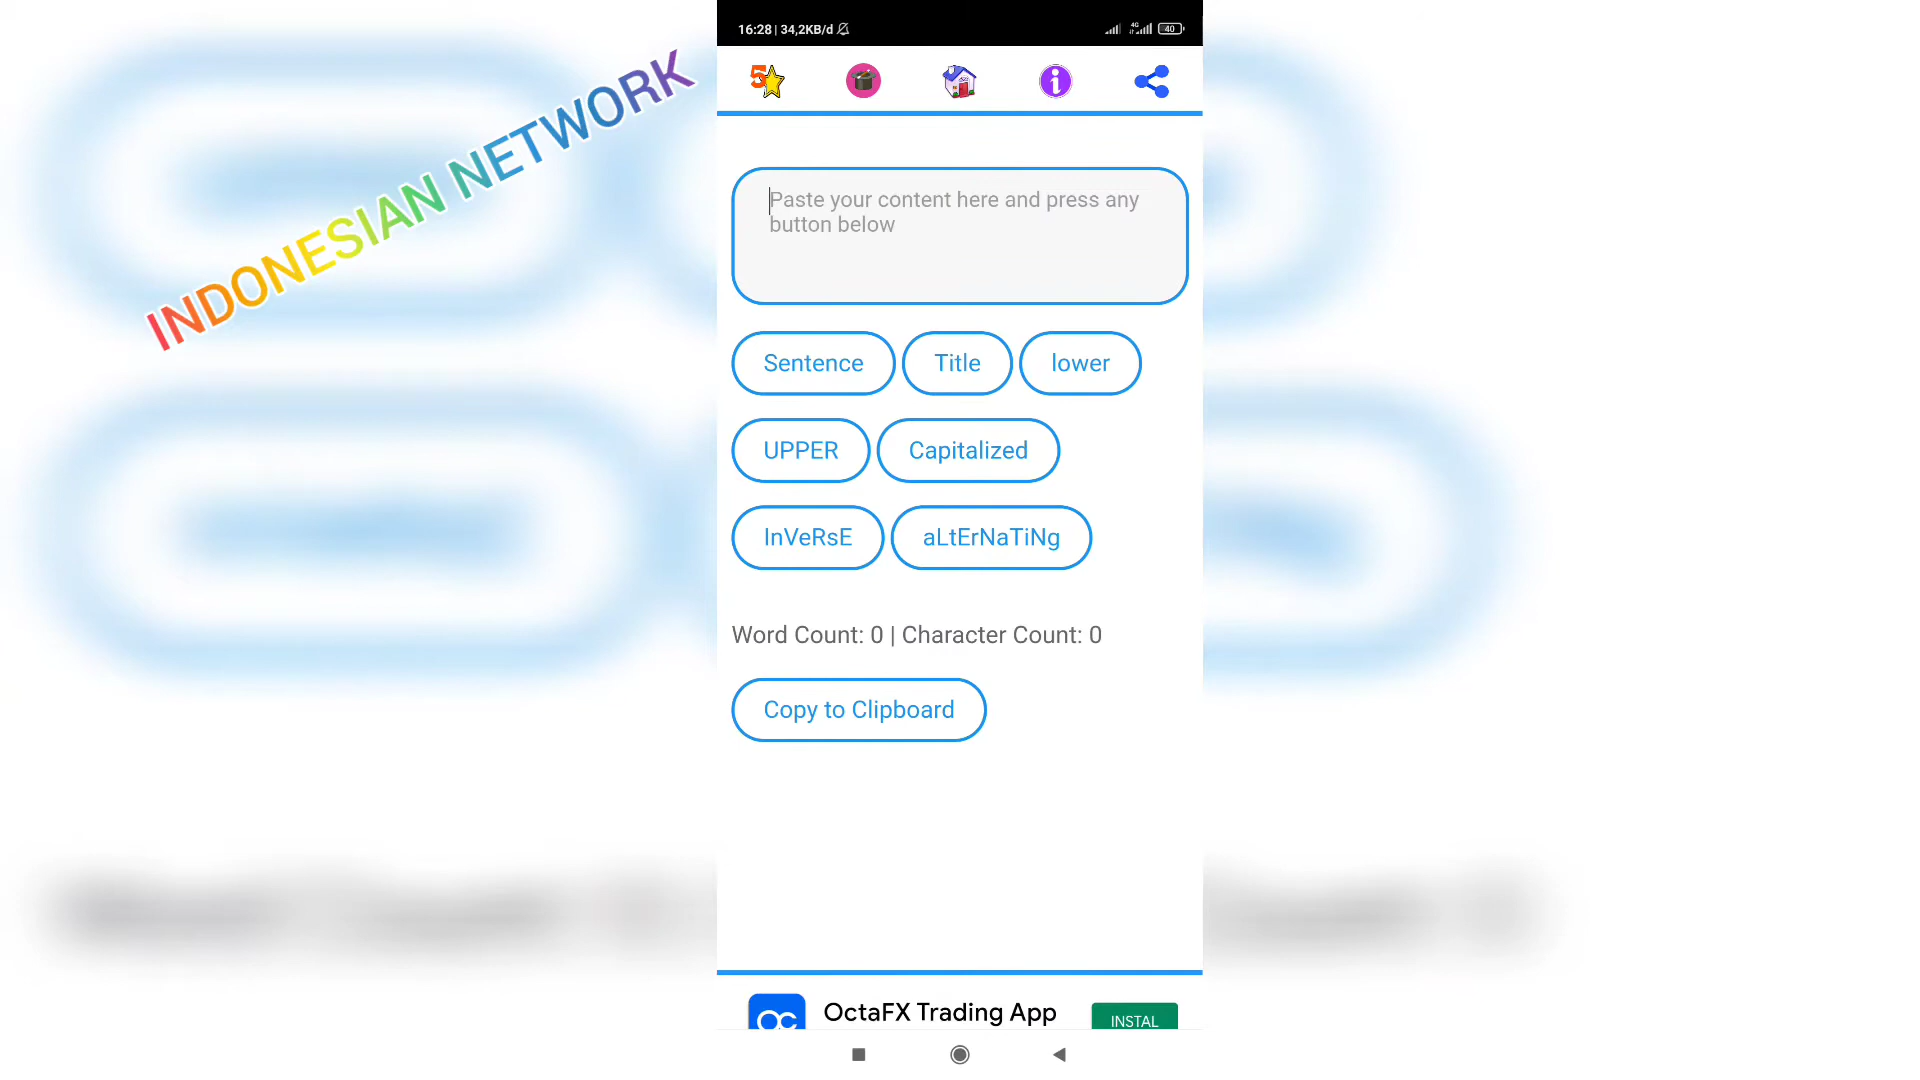 INDONESIAN NETWORK
16:28 | 34,2KB/d
4G
40
5
Paste your content here and press any
button below
Sentence
Title
lower
UPPER
Capitalized
InVeRsE
aLtErNaTiNg
Word Count: 0 | Character Count: 0
Copy to Clipboard
OctaFX Trading App
INSTAL